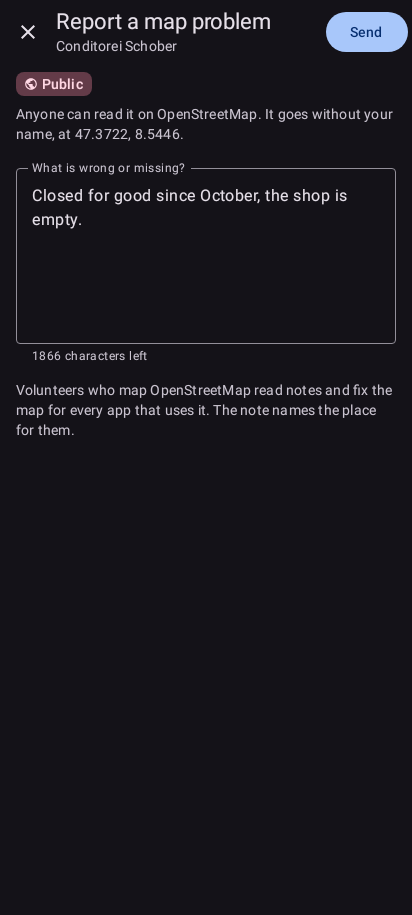 Report a map problem
Conditorei Schober
Send
Public
Anyone can read it on OpenStreetMap. It goes without your
name, at 47.3722, 8.5446.
What is wrong or missing?
Closed for good since October, the shop is
empty.
1866 characters left
Volunteers who map OpenStreetMap read notes and fix the
map for every app that uses it. The note names the place
for them.